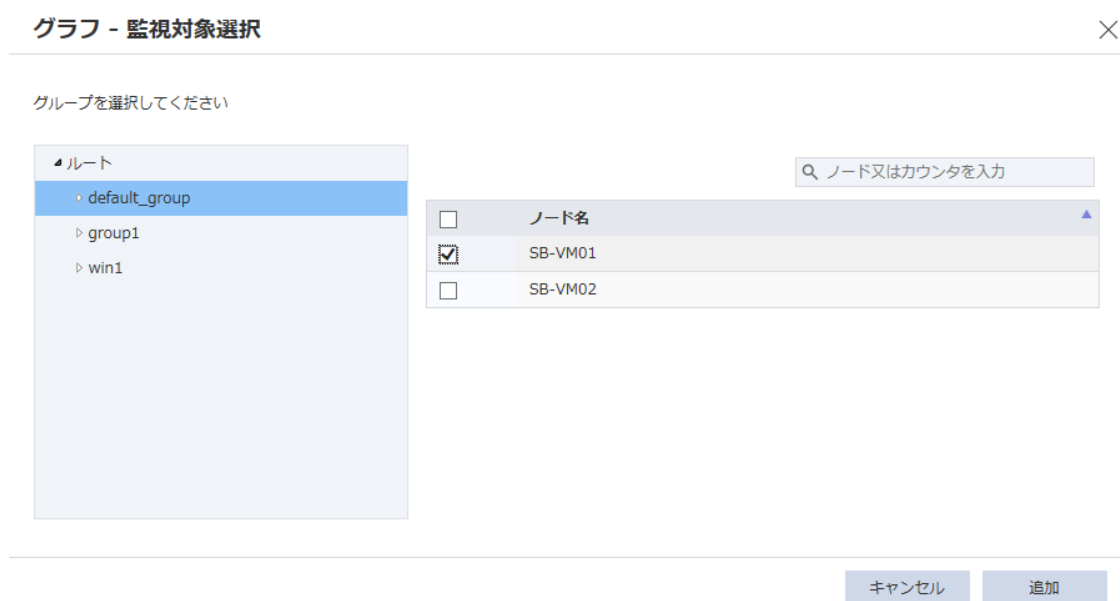 グラフ - 監視対象選択
グループを選択してください
ルート
default_group
group1
win1
ノード又はカウンタを入力
ノード名
SB-VM01
SB-VM02
キャンセル
追加